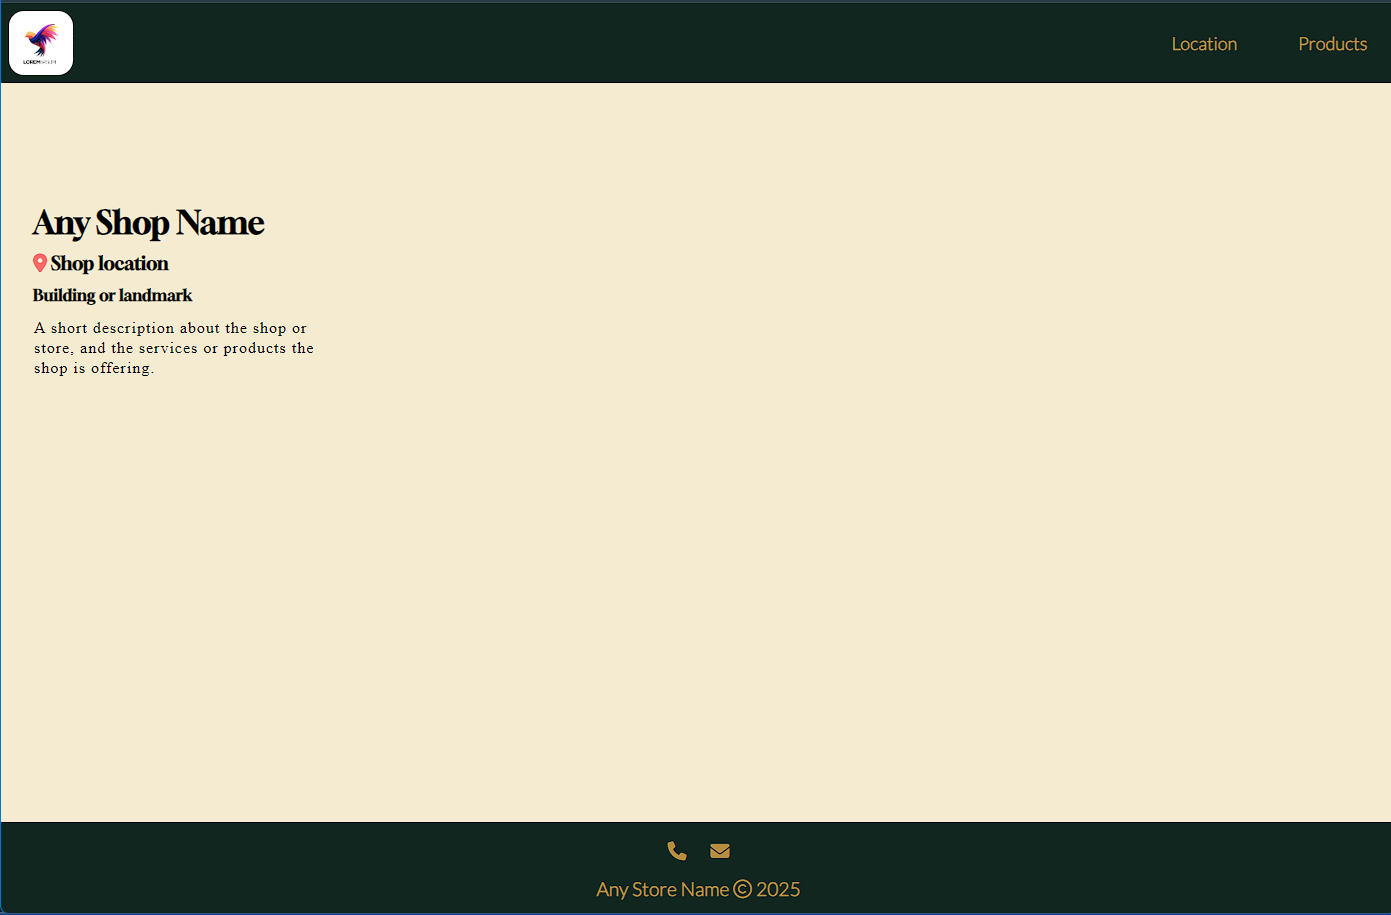 LOREM IPSUM
Location
Products
Any Shop Name
Shop location
Building or landmark
A short description about the shop or
store, and the services or products the
shop is offering.
Any Store Name © 2025